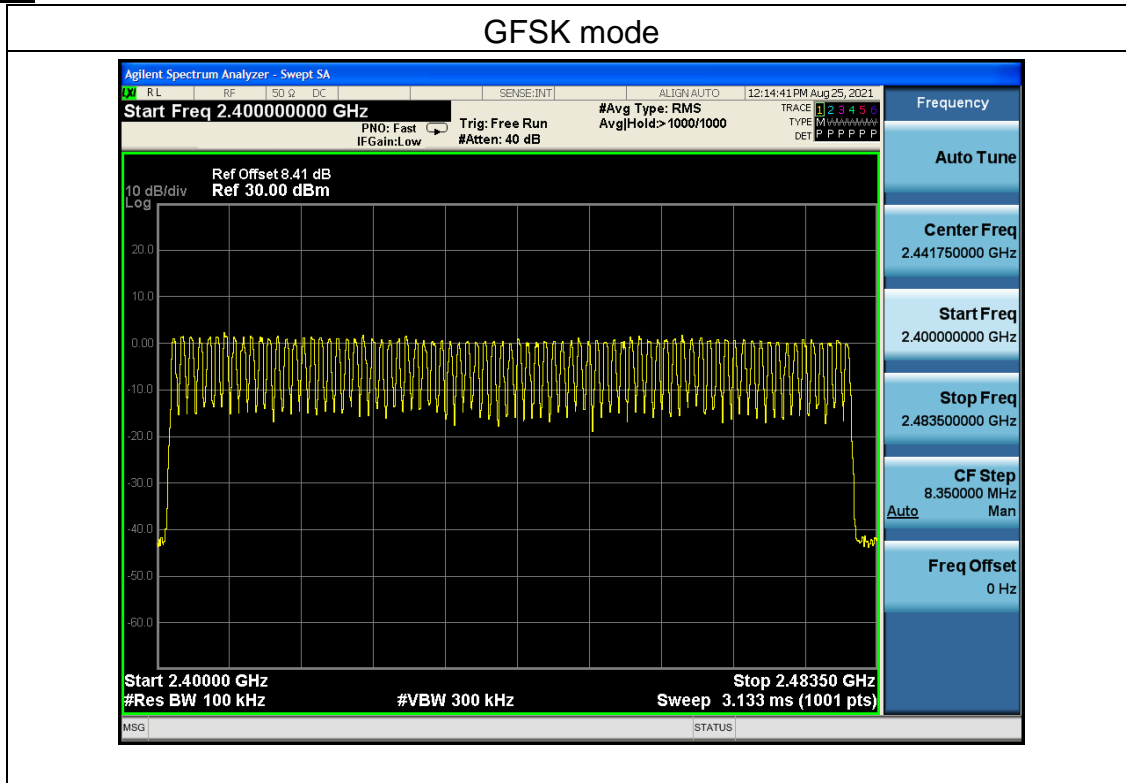 GFSK mode
Agilent Spectrum Analyzer - Swept SA
LXI RL RF 50 Ω DC SENSE:INT ALIGN AUTO 12:14:41 PM Aug 25, 2021
Start Freq 2.400000000 GHz
PNO: Fast
IFGain:Low
Trig: Free Run
#Atten: 40 dB
#Avg Type: RMS
Avg|Hold:>1000/1000
TRACE 1 2 3 4 5 6
TYPE M WWWWW
DET P P P P P P
Ref Offset 8.41 dB
10 dB/div Ref 30.00 dBm
Log
20.0
10.0
0.00
-10.0
-20.0
-30.0
-40.0
-50.0
-60.0
Start 2.40000 GHz Stop 2.48350 GHz
#Res BW 100 kHz #VBW 300 kHz Sweep 3.133 ms (1001 pts)
MSG STATUS
Frequency
Auto Tune
Center Freq
2.441750000 GHz
Start Freq
2.400000000 GHz
Stop Freq
2.483500000 GHz
CF Step
8.350000 MHz
Auto Man
Freq Offset
0 Hz